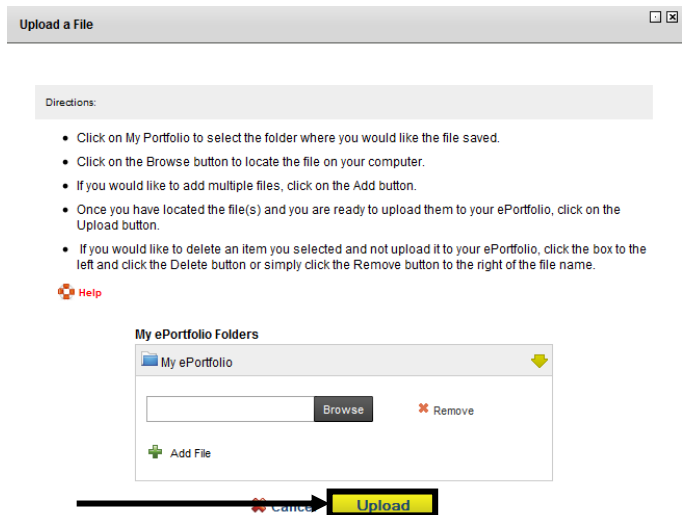 Upload a File
Directions:
Click on My Portfolio to select the folder where you would like the file saved.
Click on the Browse button to locate the file on your computer.
If you would like to add multiple files, click on the Add button.
Once you have located the file(s) and you are ready to upload them to your ePortfolio, click on the
Upload button.
If you would like to delete an item you selected and not upload it to your ePortfolio, click the box to the
left and click the Delete button or simply click the Remove button to the right of the file name.
Help
My ePortfolio Folders
My ePortfolio
Browse Remove
Add File
Cancel Upload